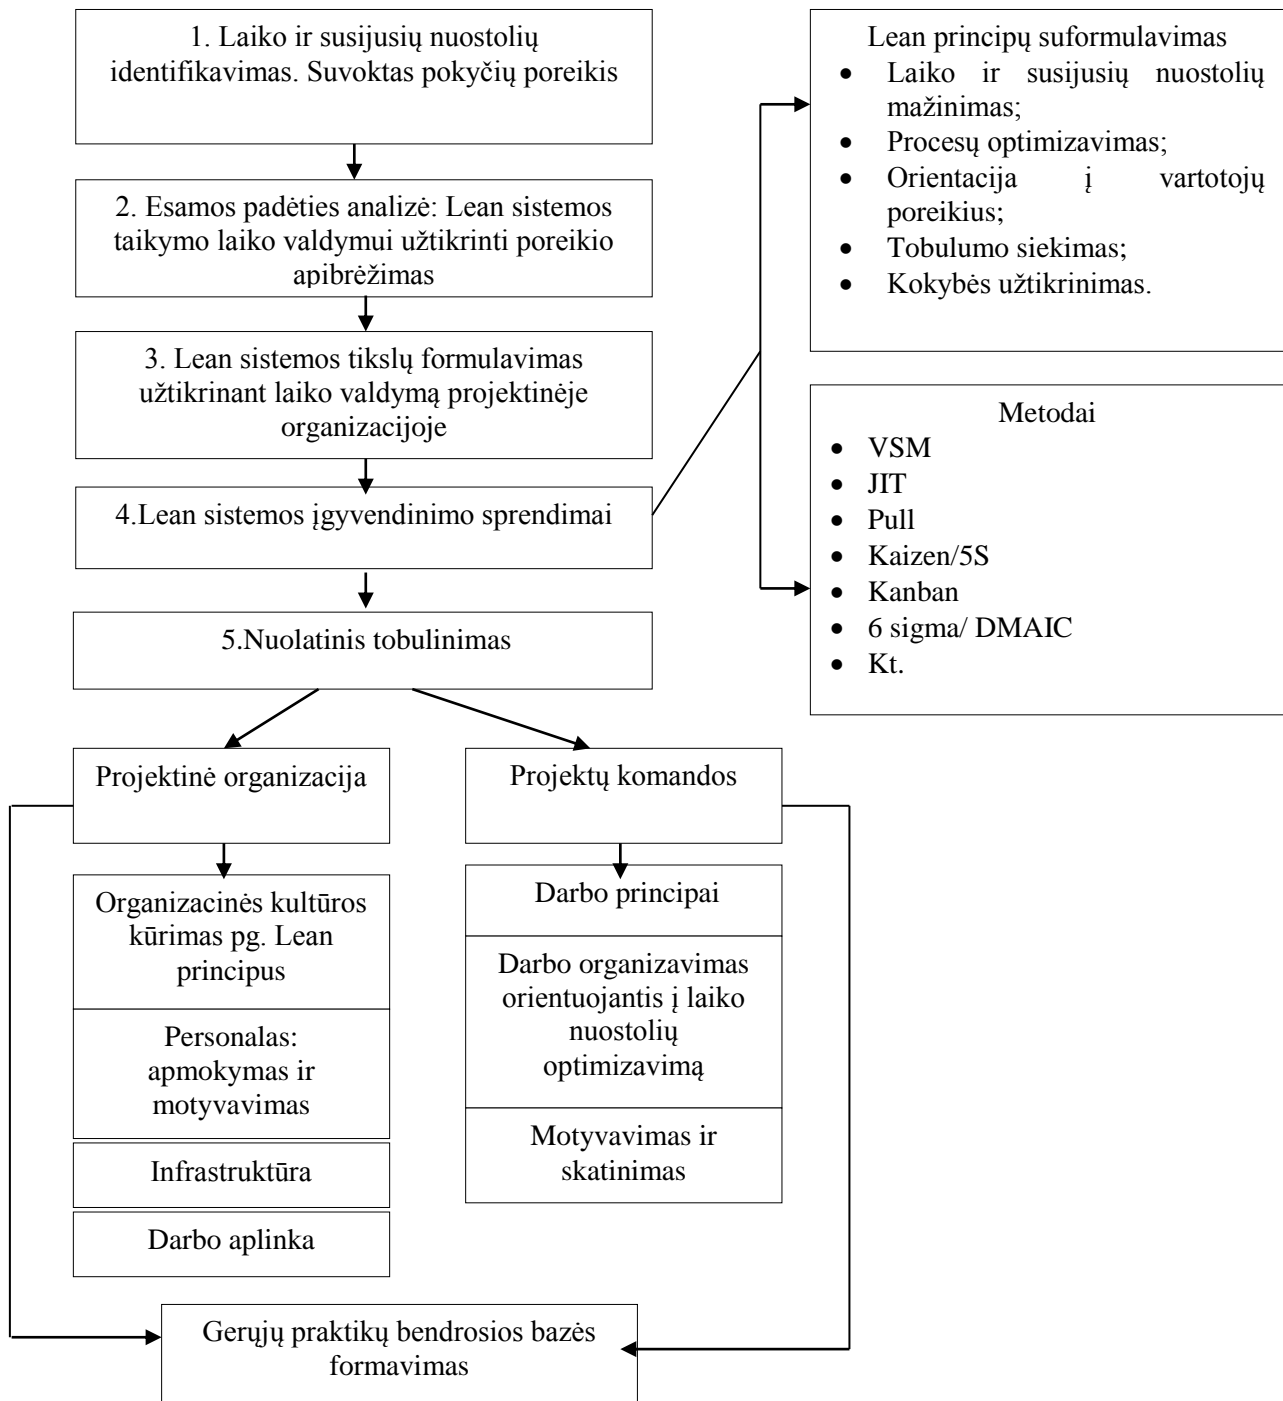 1. Laiko ir susijusių nuostolių
identifikavimas. Suvoktas pokyčių poreikis
2. Esamos padėties analizė: Lean sistemos
taikymo laiko valdymui užtikrinti poreikio
apibrėžimas
3. Lean sistemos tikslų formulavimas
užtikrinant laiko valdymą projektinėje
organizacijoje
4.Lean sistemos įgyvendinimo sprendimai
5.Nuolatinis tobulinimas
Lean principų suformulavimas
• Laiko ir susijusių nuostolių
mažinimas;
• Procesų optimizavimas;
• Orientacija į vartotojų
poreikius;
• Tobulumo siekimas;
• Kokybės užtikrinimas.
Metodai
• VSM
• JIT
• Pull
• Kaizen/5S
• Kanban
• 6 sigma/ DMAIC
• Kt.
Projektinė organizacija
Organizacinės kultūros
kūrimas pg. Lean
principus
Personalas:
apmokymas ir
motyvavimas
Infrastruktūra
Darbo aplinka
Projektų komandos
Darbo principai
Darbo organizavimas
orientuojantis į laiko
nuostolių
optimizavimą
Motyvavimas ir
skatinimas
Gerųjų praktikų bendrosios bazės
formavimas